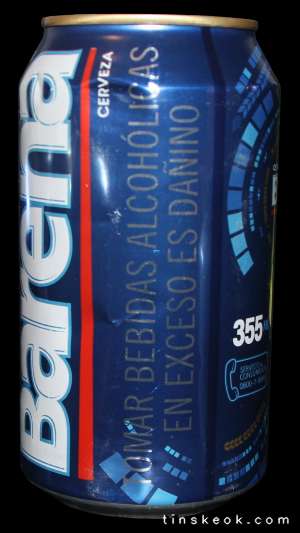 Barena
CERVEZA
TOMAR BEBIDAS ALCOHÓLICAS
EN EXCESO ES DAÑINO
355
tinskeok.com